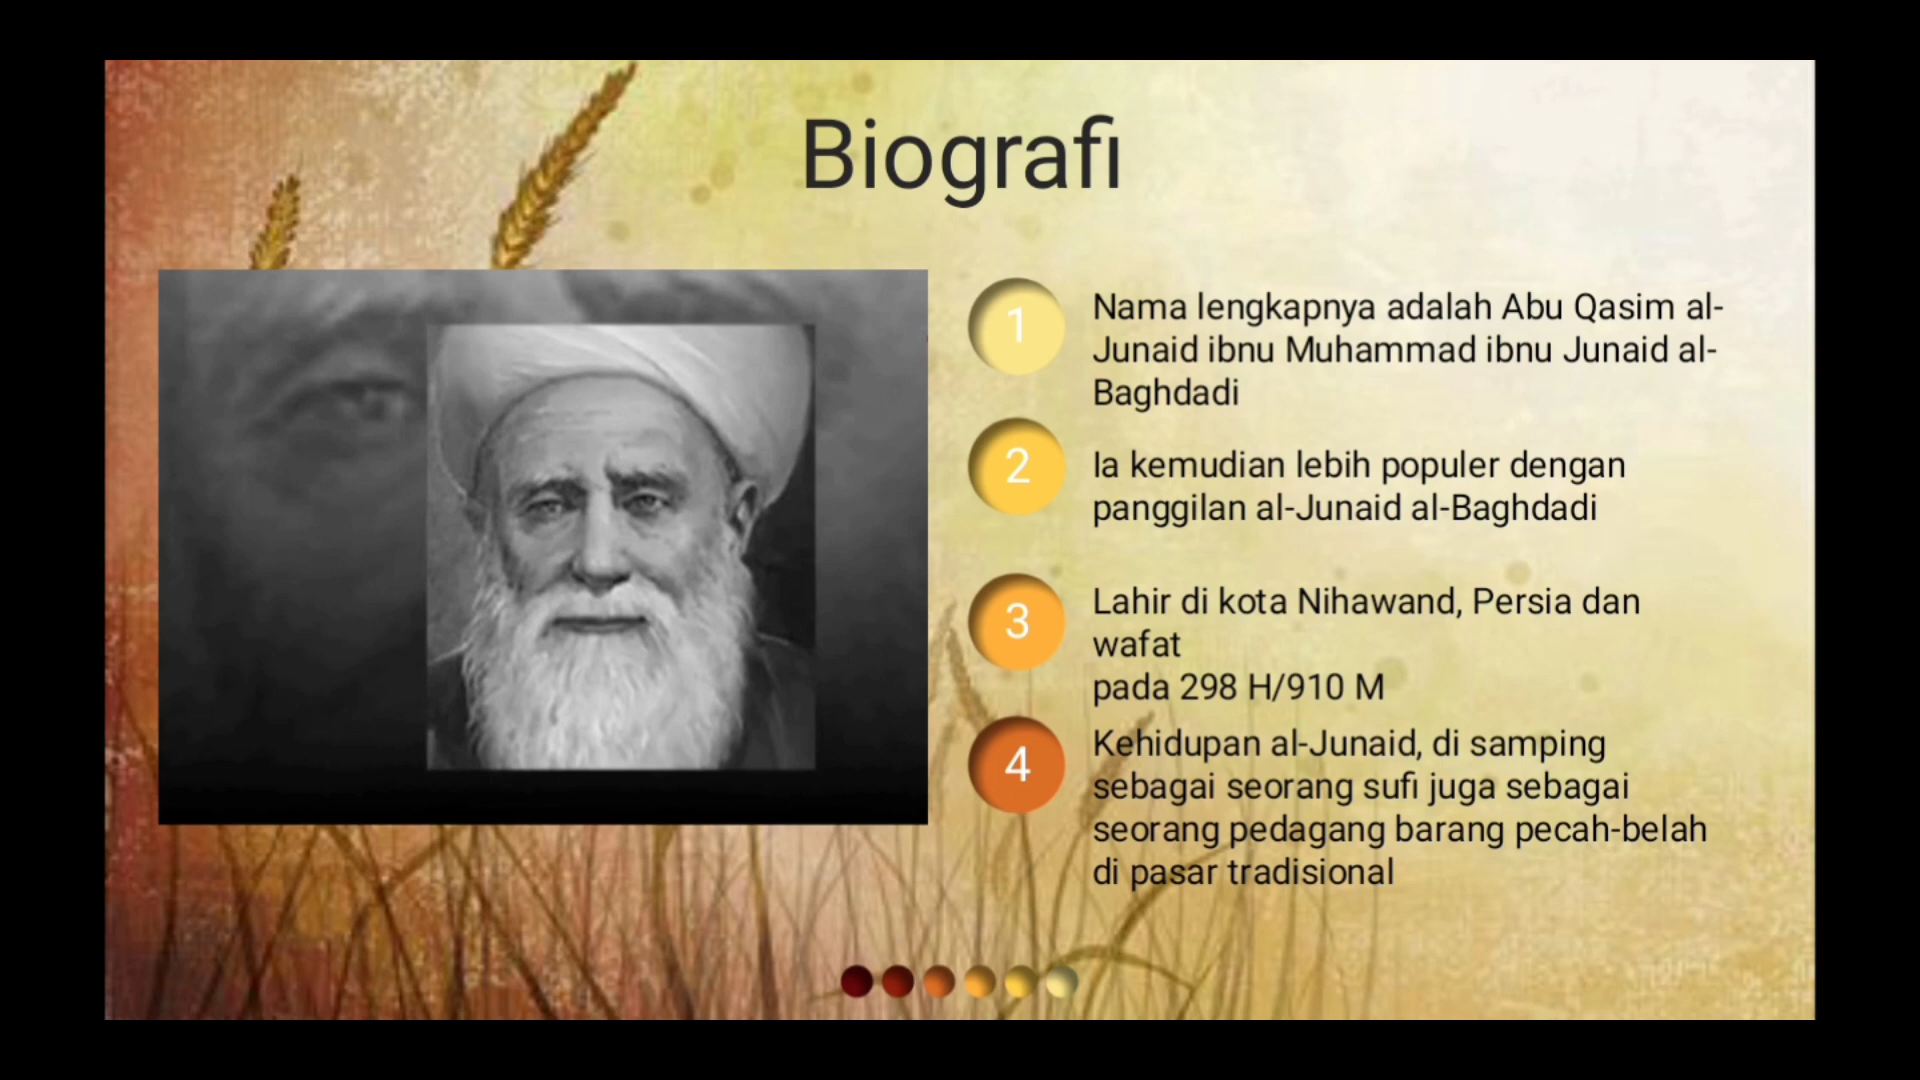 Biografi
1
Nama lengkapnya adalah Abu Qasim al-
Junaid ibnu Muhammad ibnu Junaid al-
Baghdadi
2
Ia kemudian lebih populer dengan
panggilan al-Junaid al-Baghdadi
3
Lahir di kota Nihawand, Persia dan
wafat
pada 298 H/910 M
4
Kehidupan al-Junaid, di samping
sebagai seorang sufi juga sebagai
seorang pedagang barang pecah-belah
di pasar tradisional